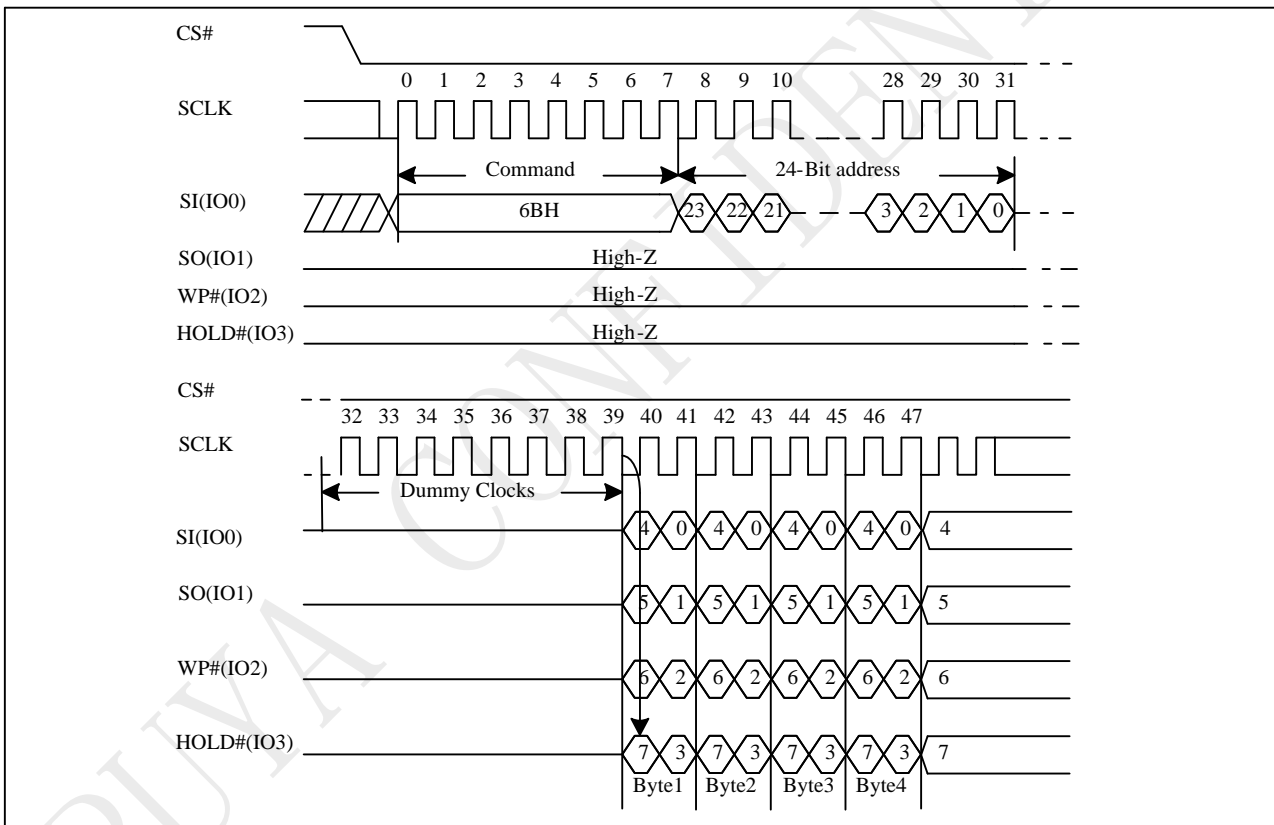 CS#
0 1 2 3 4 5 6 7 8 9 10 28 29 30 31
SCLK
Command 24-Bit address
SI(IO0) 6BH 23 22 21 3 2 1 0
SO(IO1) High-Z
WP#(IO2) High-Z
HOLD#(IO3) High-Z
CS#
32 33 34 35 36 37 38 39 40 41 42 43 44 45 46 47
SCLK
Dummy Clocks
SI(IO0) 4 0 4 0 4 0 4 0 4
SO(IO1) 5 1 5 1 5 1 5 1 5
WP#(IO2) 6 2 6 2 6 2 6 2 6
HOLD#(IO3) 7 3 7 3 7 3 7 3 7
Byte1 Byte2 Byte3 Byte4
PUYA CONFIDEN